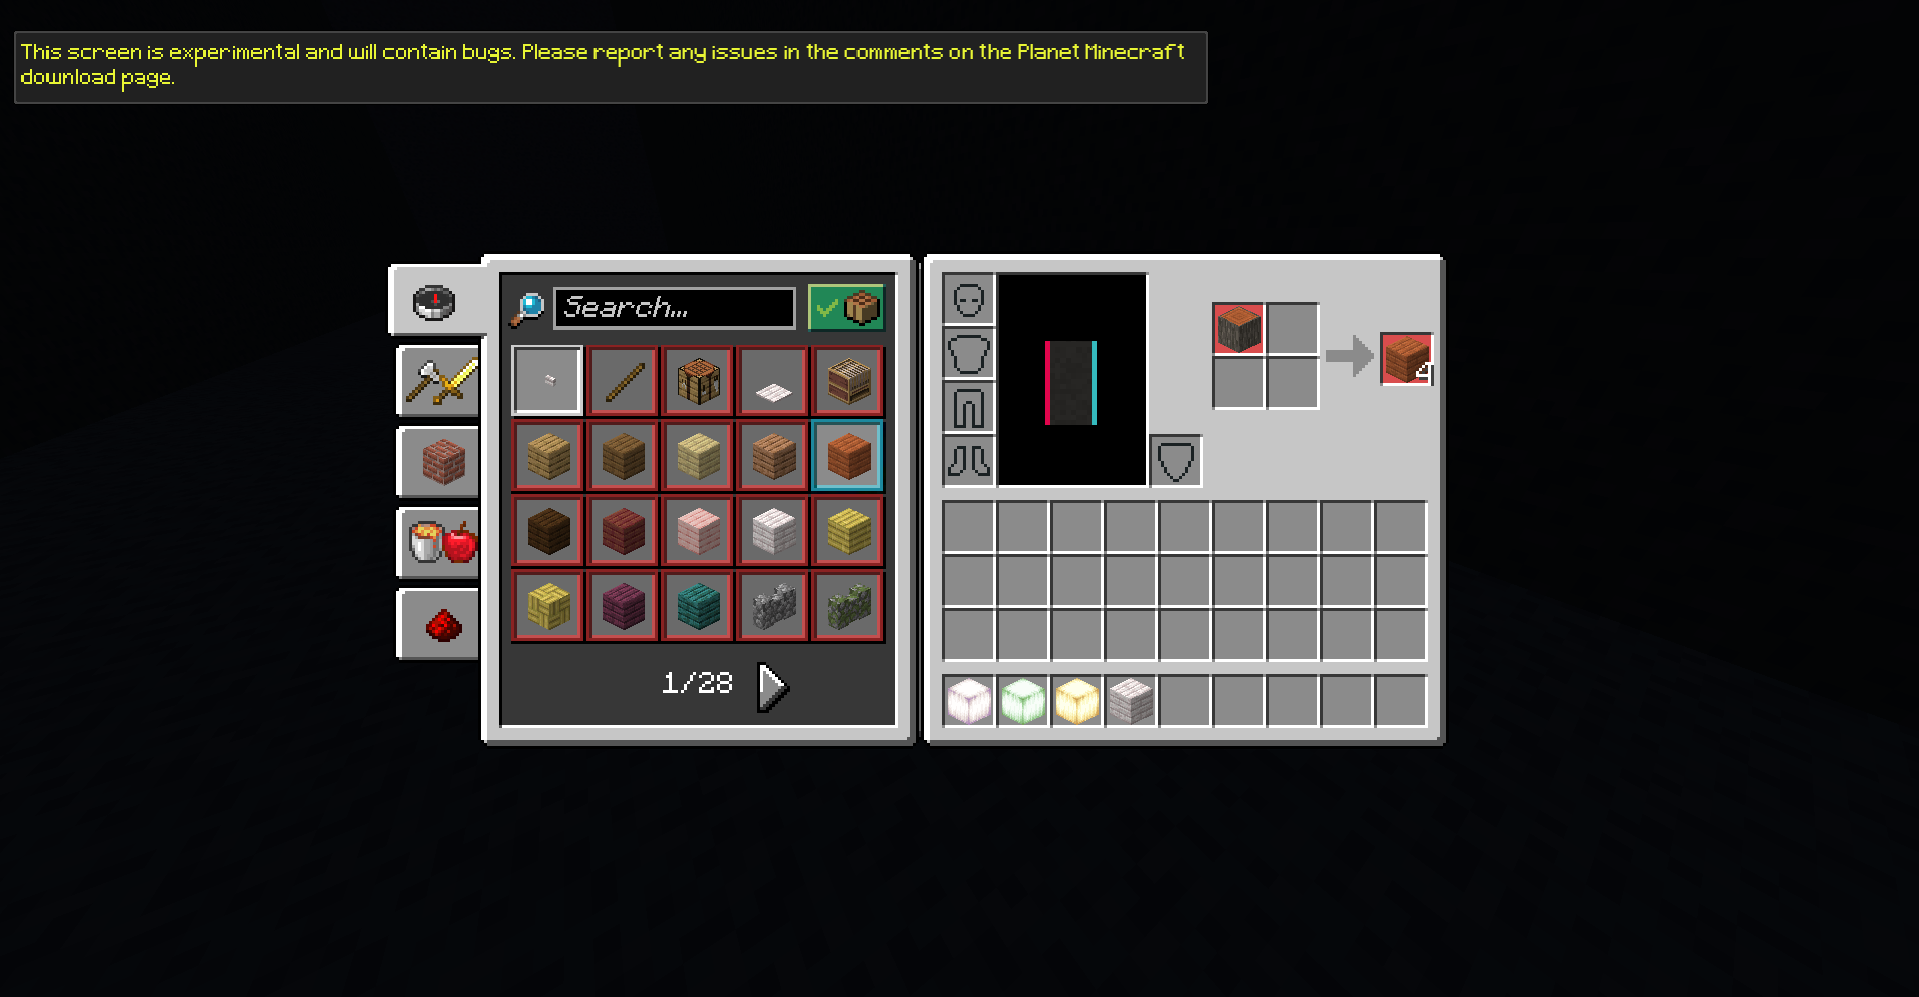 This screen is experimental and will contain bugs. Please report any issues in the comments on the Planet Minecraft
download page.
Search...
4
1/28